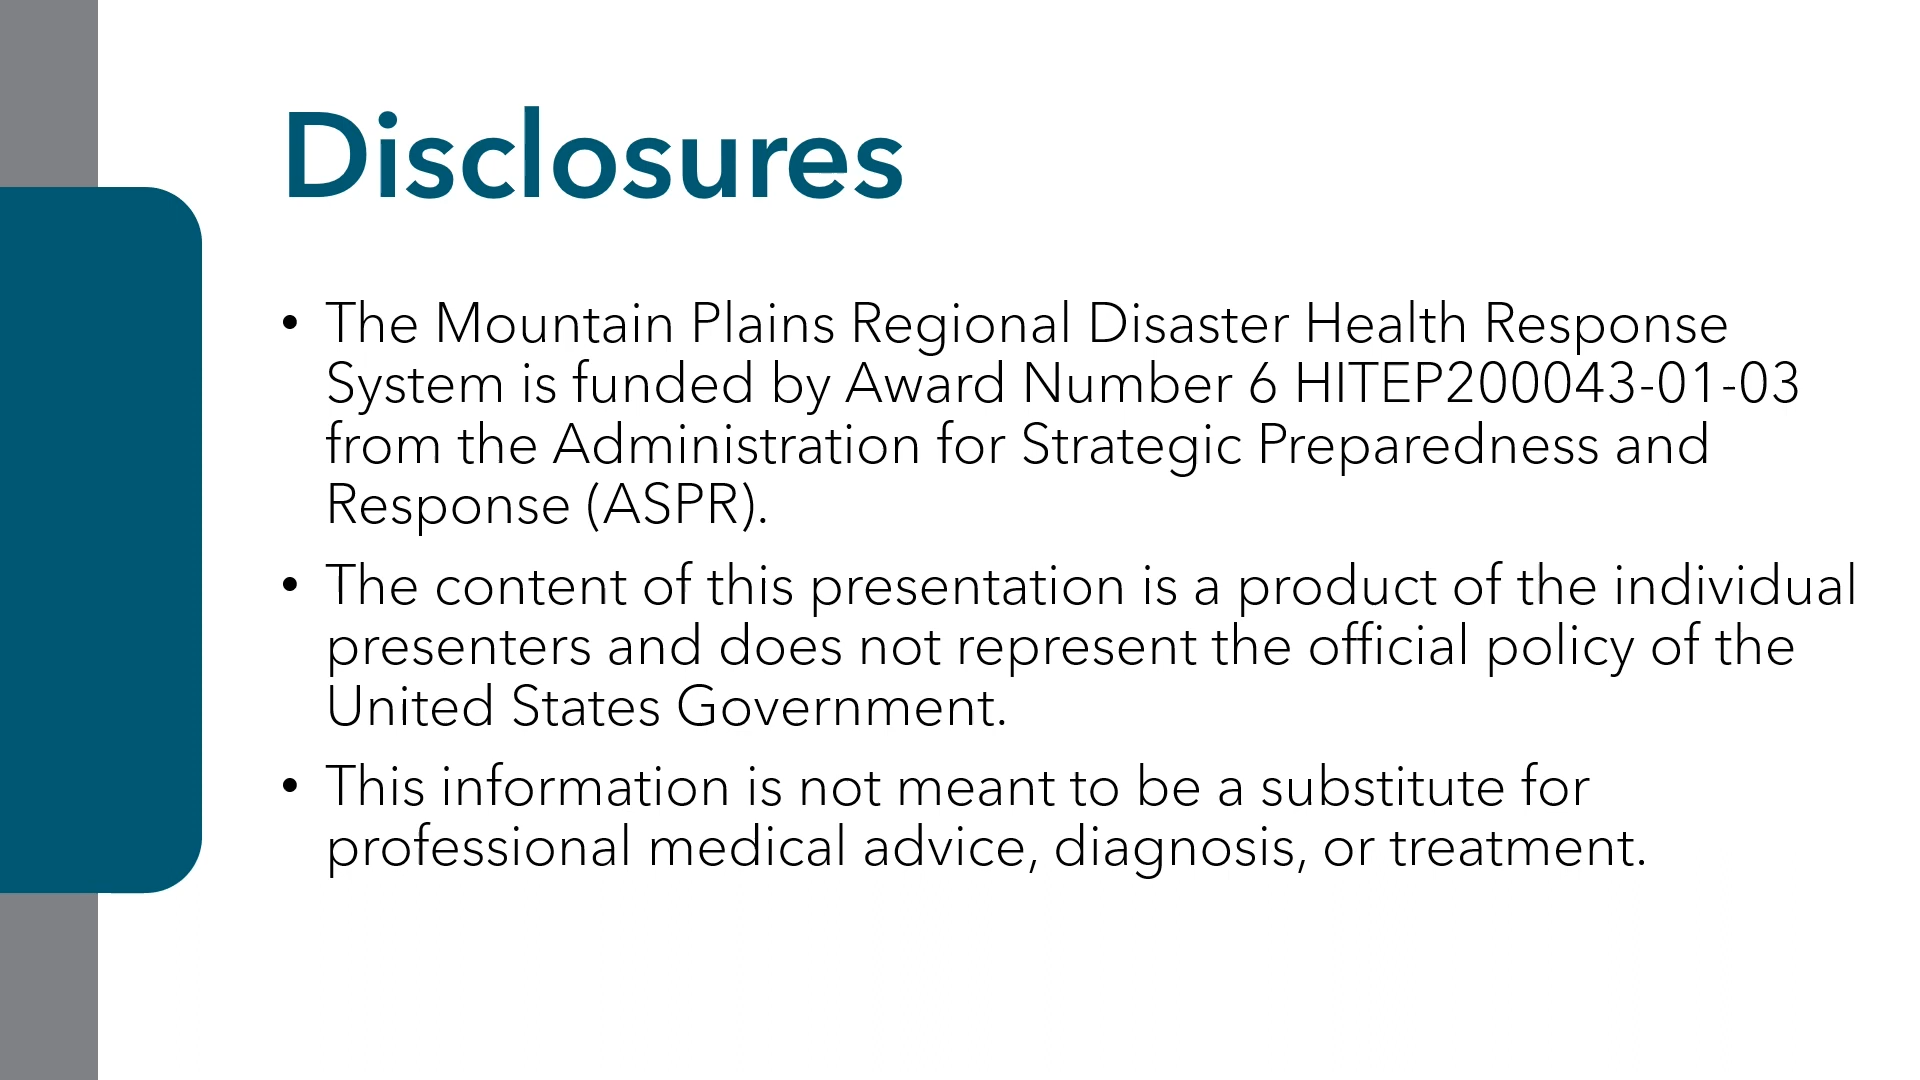 Disclosures
• The Mountain Plains Regional Disaster Health Response
System is funded by Award Number 6 HITEP200043-01-03
from the Administration for Strategic Preparedness and
Response (ASPR).
• The content of this presentation is a product of the individual
presenters and does not represent the official policy of the
United States Government.
• This information is not meant to be a substitute for
professional medical advice, diagnosis, or treatment.